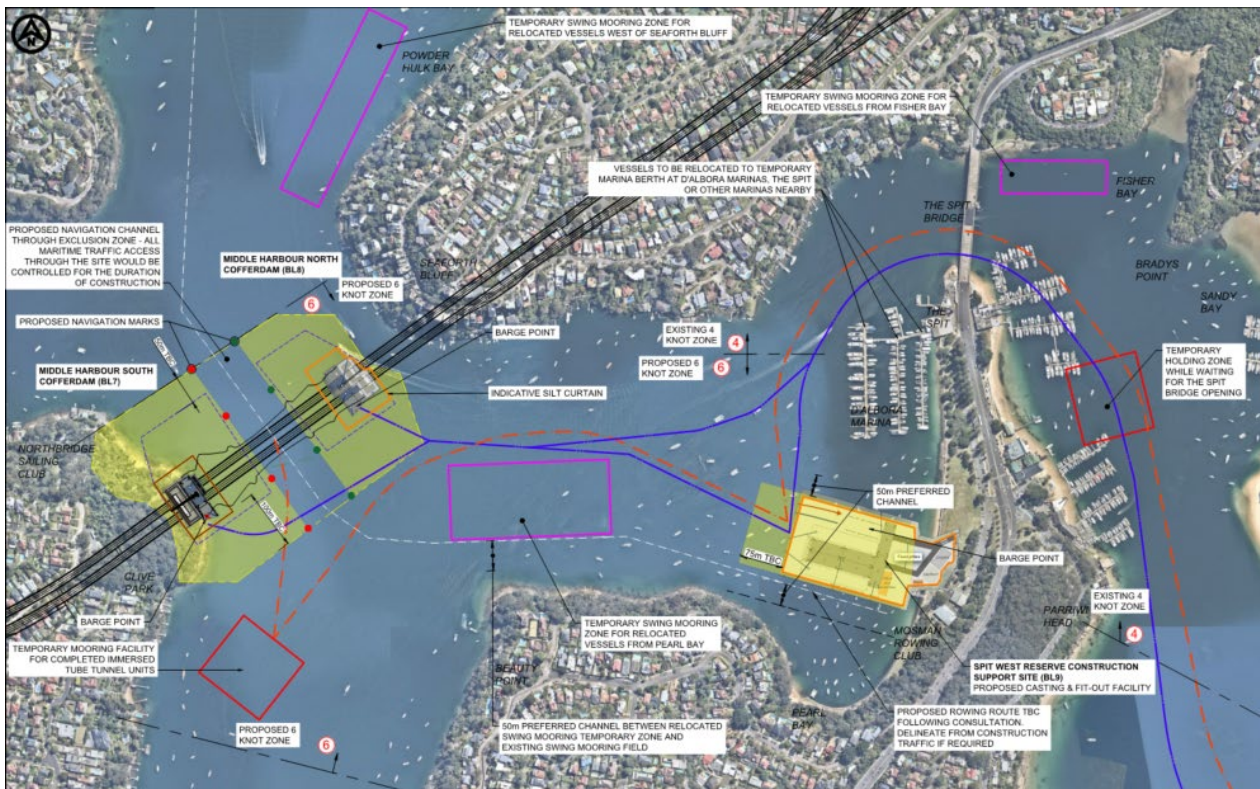 N
TEMPORARY SWING MOORING ZONE FOR
RELOCATED VESSELS WEST OF SEAFORTH BLUFF
POWDER
HULK BAY
TEMPORARY SWING MOORING ZONE FOR
RELOCATED VESSELS FROM FISHER BAY
VESSELS TO BE RELOCATED TO TEMPORARY
MARINA BERTH AT D'ALBORA MARINAS, THE SPIT
OR OTHER MARINAS NEARBY
FISHER
BAY
THE SPIT
BRIDGE
PROPOSED NAVIGATION CHANNEL
THROUGH EXCLUSION ZONE - ALL
MARITIME TRAFFIC ACCESS
THROUGH THE SITE WOULD BE
CONTROLLED FOR THE DURATION
OF CONSTRUCTION
MIDDLE HARBOUR NORTH
COFFERDAM (BL8)
SEAFORTH
BLUFF
PROPOSED 6
KNOT ZONE
6
BRADYS
POINT
SANDY
BAY
THE
SPIT
PROPOSED NAVIGATION MARKS
BARGE POINT
EXISTING 4
KNOT ZONE
4
PROPOSED 6
KNOT ZONE
6
50m TBC
MIDDLE HARBOUR SOUTH
COFFERDAM (BL7)
INDICATIVE SILT CURTAIN
TEMPORARY
HOLDING ZONE
WHILE WAITING
FOR THE SPIT
BRIDGE OPENING
D'ALBORA
MARINA
NORTHBRIDGE
SAILING
CLUB
50m PREFERRED
CHANNEL
BARGE POINT
75m TBC
CLIVE
PARK
BARGE POINT
EXISTING 4
KNOT ZONE
4
PARRIWI
HEAD
TEMPORARY MOORING FACILITY
FOR COMPLETED IMMERSED
TUBE TUNNEL UNITS
TEMPORARY SWING MOORING
ZONE FOR RELOCATED
VESSELS FROM PEARL BAY
MOSMAN
ROWING
CLUB
SPIT WEST RESERVE CONSTRUCTION
SUPPORT SITE (BL9)
PROPOSED CASTING & FIT-OUT FACILITY
BEAUTY
POINT
PEARL
BAY
PROPOSED 6
KNOT ZONE
6
50m PREFERRED CHANNEL BETWEEN RELOCATED
SWING MOORING TEMPORARY ZONE AND
EXISTING SWING MOORING FIELD
PROPOSED ROWING ROUTE TBC
FOLLOWING CONSULTATION.
DELINEATE FROM CONSTRUCTION
TRAFFIC IF REQUIRED